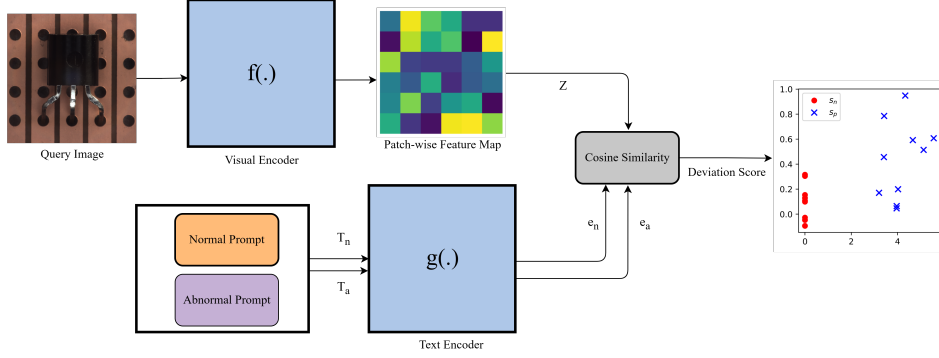 f(.)
Query Image
Visual Encoder
Patch-wise Feature Map
Z
Cosine Similarity
Deviation Score
1.0
0.8
0.6
0.4
0.2
0.0
0
2
4
s_n
s_p
Normal Prompt
Abnormal Prompt
T_n
T_a
g(.)
Text Encoder
e_n
e_a